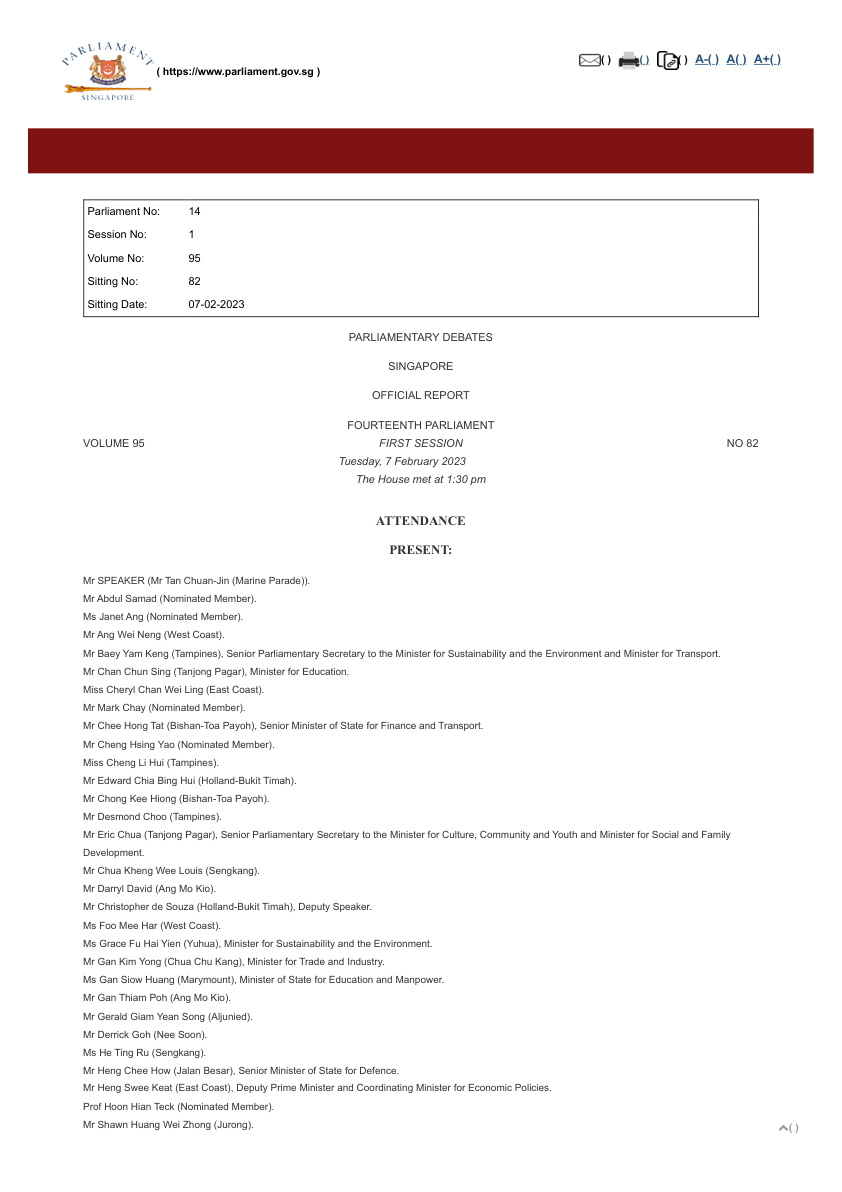 PARLIAMENT
SINGAPORE
( https://www.parliament.gov.sg )
( ) ( ) ( ) A-( ) A( ) A+( )
Parliament No: 14
Session No: 1
Volume No: 95
Sitting No: 82
Sitting Date: 07-02-2023
PARLIAMENTARY DEBATES
SINGAPORE
OFFICIAL REPORT
FOURTEENTH PARLIAMENT
VOLUME 95 FIRST SESSION NO 82
Tuesday, 7 February 2023
The House met at 1:30 pm
ATTENDANCE
PRESENT:
Mr SPEAKER (Mr Tan Chuan-Jin (Marine Parade)).
Mr Abdul Samad (Nominated Member).
Ms Janet Ang (Nominated Member).
Mr Ang Wei Neng (West Coast).
Mr Baey Yam Keng (Tampines), Senior Parliamentary Secretary to the Minister for Sustainability and the Environment and Minister for Transport.
Mr Chan Chun Sing (Tanjong Pagar), Minister for Education.
Miss Cheryl Chan Wei Ling (East Coast).
Mr Mark Chay (Nominated Member).
Mr Chee Hong Tat (Bishan-Toa Payoh), Senior Minister of State for Finance and Transport.
Mr Cheng Hsing Yao (Nominated Member).
Miss Cheng Li Hui (Tampines).
Mr Edward Chia Bing Hui (Holland-Bukit Timah).
Mr Chong Kee Hiong (Bishan-Toa Payoh).
Mr Desmond Choo (Tampines).
Mr Eric Chua (Tanjong Pagar), Senior Parliamentary Secretary to the Minister for Culture, Community and Youth and Minister for Social and Family
Development.
Mr Chua Kheng Wee Louis (Sengkang).
Mr Darryl David (Ang Mo Kio).
Mr Christopher de Souza (Holland-Bukit Timah), Deputy Speaker.
Ms Foo Mee Har (West Coast).
Ms Grace Fu Hai Yien (Yuhua), Minister for Sustainability and the Environment.
Mr Gan Kim Yong (Chua Chu Kang), Minister for Trade and Industry.
Ms Gan Siow Huang (Marymount), Minister of State for Education and Manpower.
Mr Gan Thiam Poh (Ang Mo Kio).
Mr Gerald Giam Yean Song (Aljunied).
Mr Derrick Goh (Nee Soon).
Ms He Ting Ru (Sengkang).
Mr Heng Chee How (Jalan Besar), Senior Minister of State for Defence.
Mr Heng Swee Keat (East Coast), Deputy Prime Minister and Coordinating Minister for Economic Policies.
Prof Hoon Hian Teck (Nominated Member).
Mr Shawn Huang Wei Zhong (Jurong).
( )